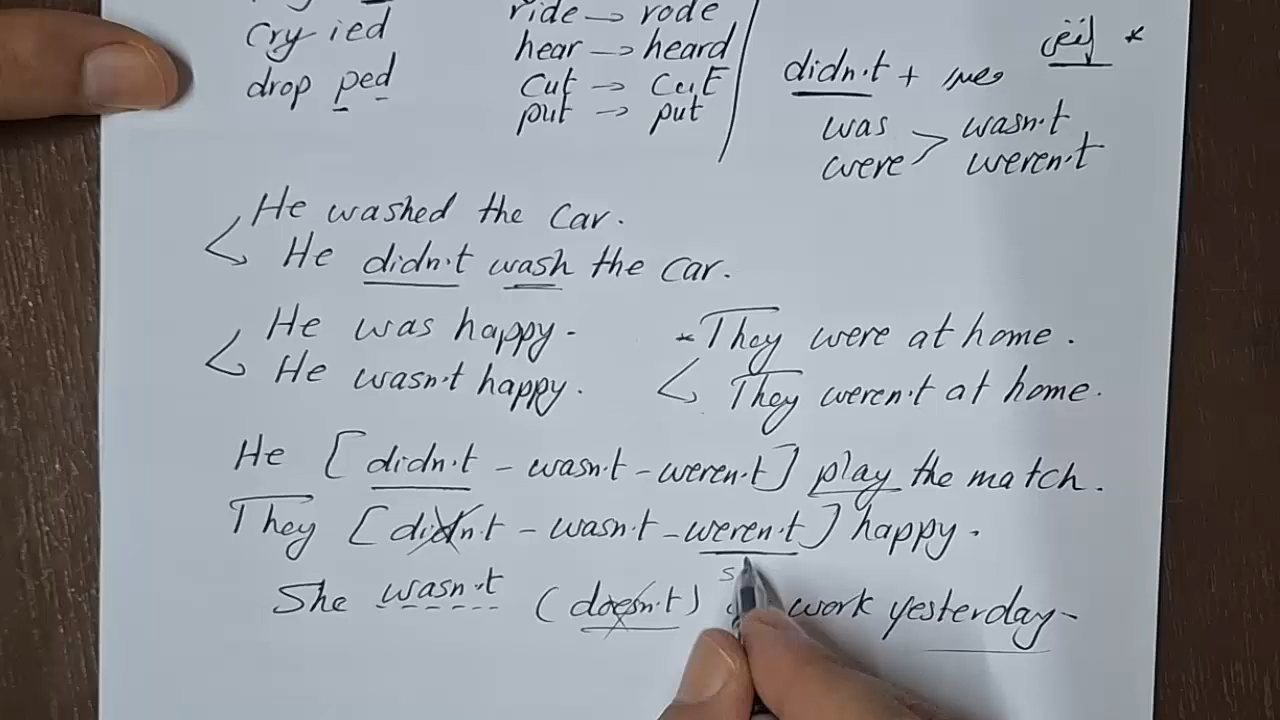 cry ied
drop ped
ride → rode
hear → heard
cut → cut
put → put
* النفي
didn't + مصدر
was > wasn't
were weren't
He washed the car.
He didn't wash the car.
He was happy.
He wasn't happy.
* They were at home.
They weren't at home.
He [didn't - wasn't - weren't] play the match.
They [didn't - wasn't - weren't] happy.
She wasn't (doesn't) work yesterday